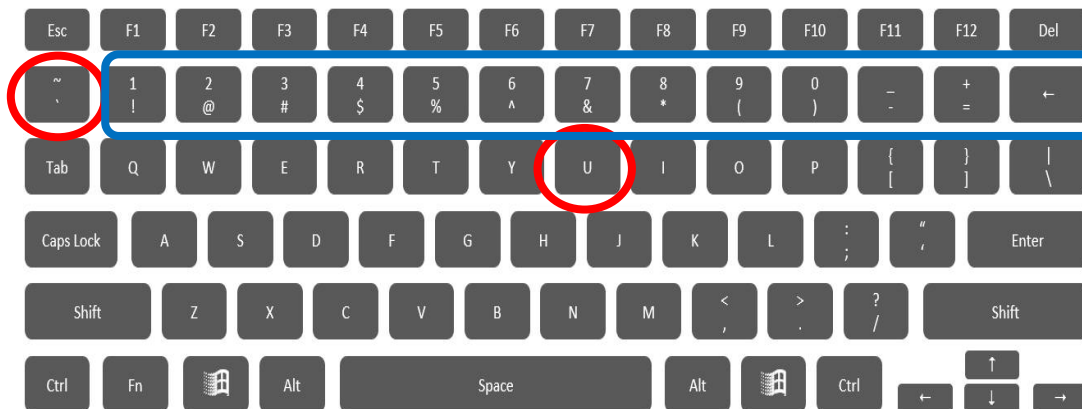 Esc F1 F2 F3 F4 F5 F6 F7 F8 F9 F10 F11 F12 Del
~ 1 2 3 4 5 6 7 8 9 0 _ + ←
` ! @ # $ % ^ & * ( ) - =
Tab Q W E R T Y U I O P { } |
[ ] \
Caps Lock A S D F G H J K L : “ Enter
; ‘
Shift Z X C V B N M < > ? Shift
, . /
Ctrl Fn Alt Space Alt Ctrl ↑
← ↓ →